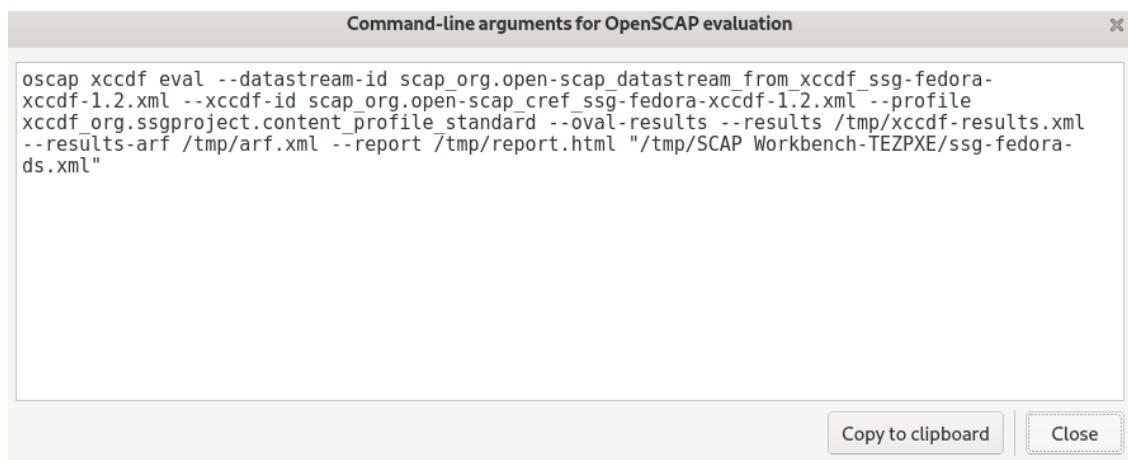 Command-line arguments for OpenSCAP evaluation
oscap xccdf eval --datastream-id scap_org.open-scap_datastream_from_xccdf_ssg-fedora-
xccdf-1.2.xml --xccdf-id scap_org.open-scap_cref_ssg-fedora-xccdf-1.2.xml --profile
xccdf_org.ssgproject.content_profile_standard --oval-results --results /tmp/xccdf-results.xml
--results-arf /tmp/arf.xml --report /tmp/report.html "/tmp/SCAP Workbench-TEZPXE/ssg-fedora-
ds.xml"
Copy to clipboard
Close